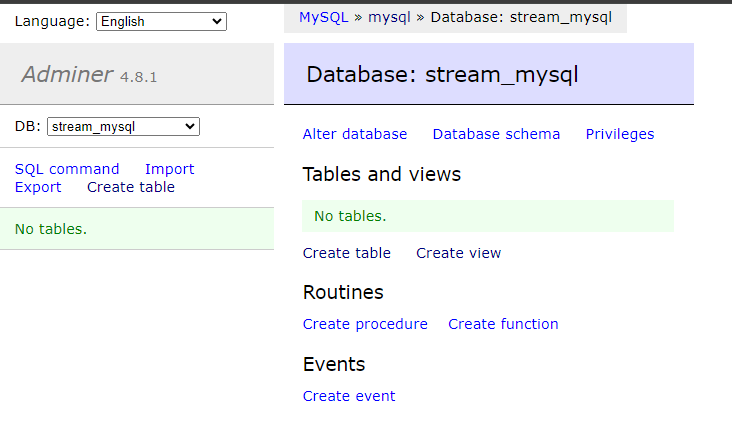 Language: English
Adminer 4.8.1
DB: stream_mysql
SQL command Import
Export Create table
No tables.
MySQL » mysql » Database: stream_mysql
Database: stream_mysql
Alter database Database schema Privileges
Tables and views
No tables.
Create table Create view
Routines
Create procedure Create function
Events
Create event